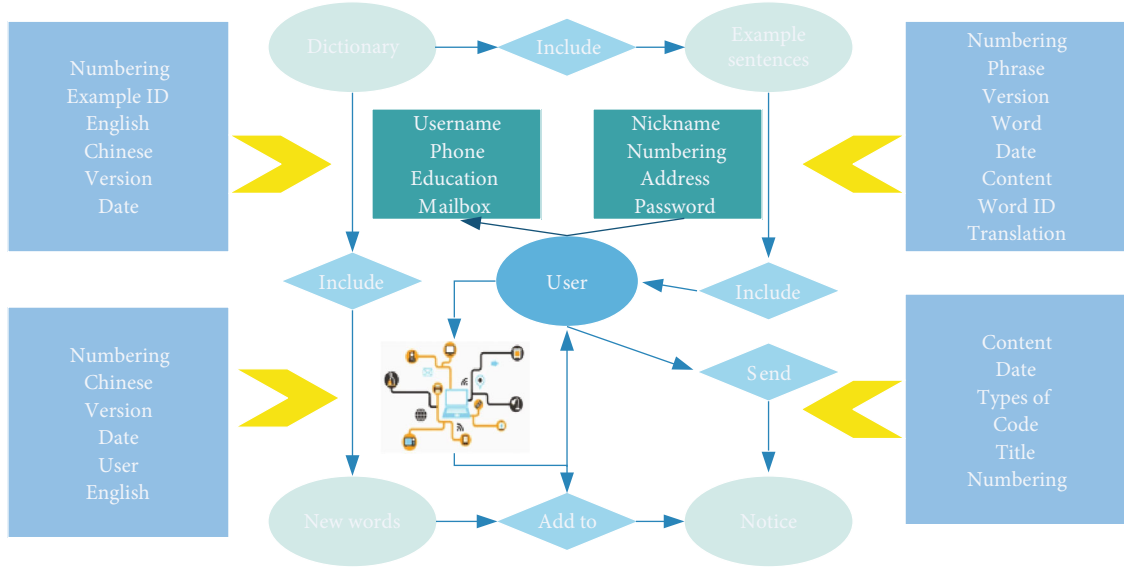 Numbering
Example ID
English
Chinese
Version
Date
Dictionary
Include
Example
sentences
Numbering
Phrase
Version
Word
Date
Content
Word ID
Translation
Username
Phone
Education
Mailbox
Nickname
Numbering
Address
Password
Include
User
Include
Numbering
Chinese
Version
Date
User
English
Send
Content
Date
Types of
Code
Title
Numbering
New words
Add to
Notice